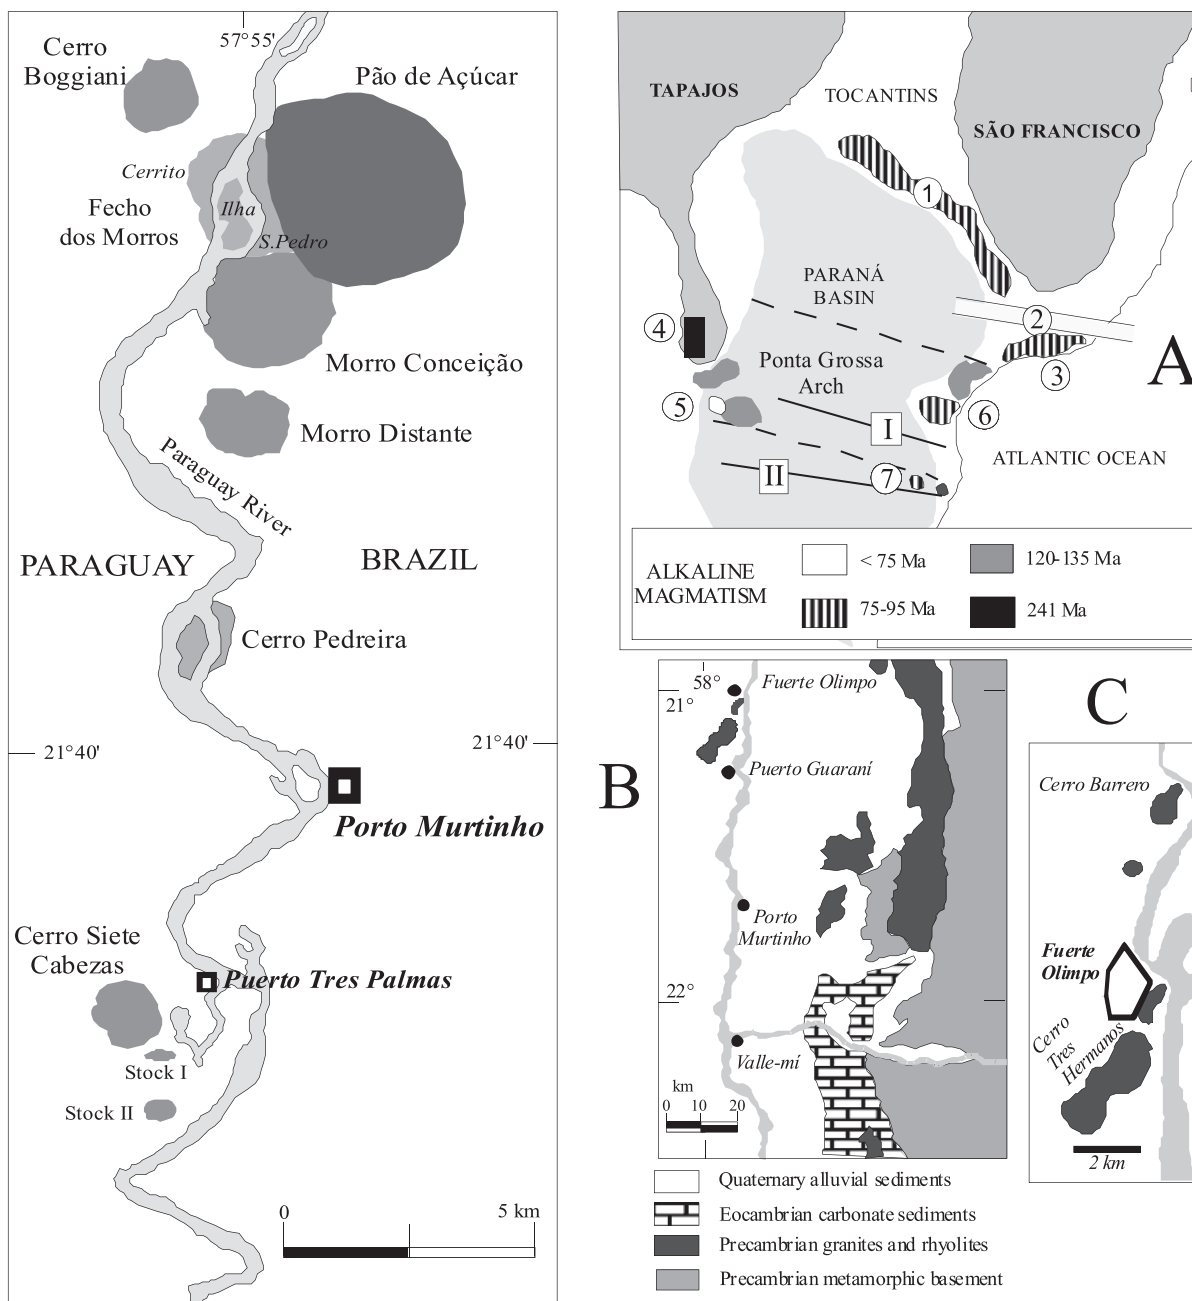 57°55'
Cerro
Boggiani
Pão de Açúcar
Cerrito
Ilha
Fecho
dos Morros
S.Pedro
Morro Conceição
Morro Distante
Paraguay River
PARAGUAY
BRAZIL
Cerro Pedreira
21°40'
21°40'
Porto Murtinho
Cerro Siete
Cabezas
Puerto Tres Palmas
Stock I
Stock II
0
5 km
TAPAJOS
TOCANTINS
SÃO FRANCISCO
1
PARANÁ
BASIN
2
4
A
Ponta Grossa
Arch
3
5
6
I
ATLANTIC OCEAN
II
7
ALKALINE
MAGMATISM
< 75 Ma
120-135 Ma
75-95 Ma
241 Ma
B
58°
21°
Fuerte Olimpo
Puerto Guaraní
Porto
Murtinho
22°
Valle-mí
km
0 10 20
Quaternary alluvial sediments
Eocambrian carbonate sediments
Precambrian granites and rhyolites
Precambrian metamorphic basement
C
Cerro Barrero
Fuerte
Olimpo
Cerro
Tres
Hermanos
2 km